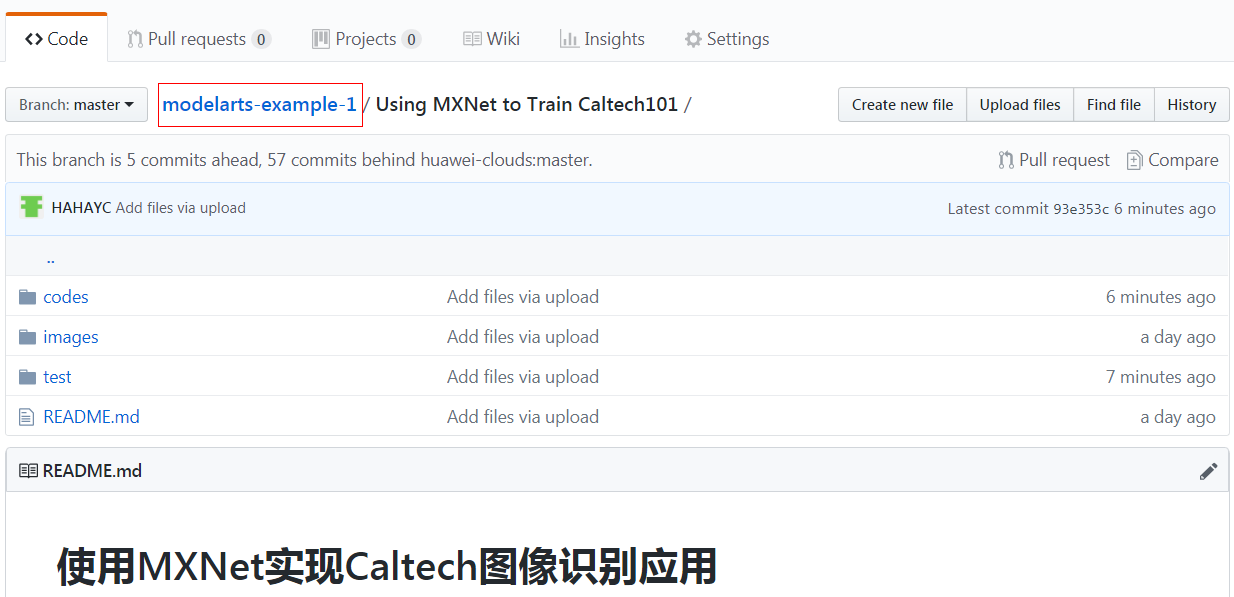 Code Pull requests 0 Projects 0 Wiki Insights Settings
Branch: master modelarts-example-1 / Using MXNet to Train Caltech101 / Create new file Upload files Find file History
This branch is 5 commits ahead, 57 commits behind huawei-clouds:master. Pull request Compare
HAHAYC Add files via upload Latest commit 93e353c 6 minutes ago
..
codes Add files via upload 6 minutes ago
images Add files via upload a day ago
test Add files via upload 7 minutes ago
README.md Add files via upload a day ago
README.md
使用MXNet实现Caltech图像识别应用